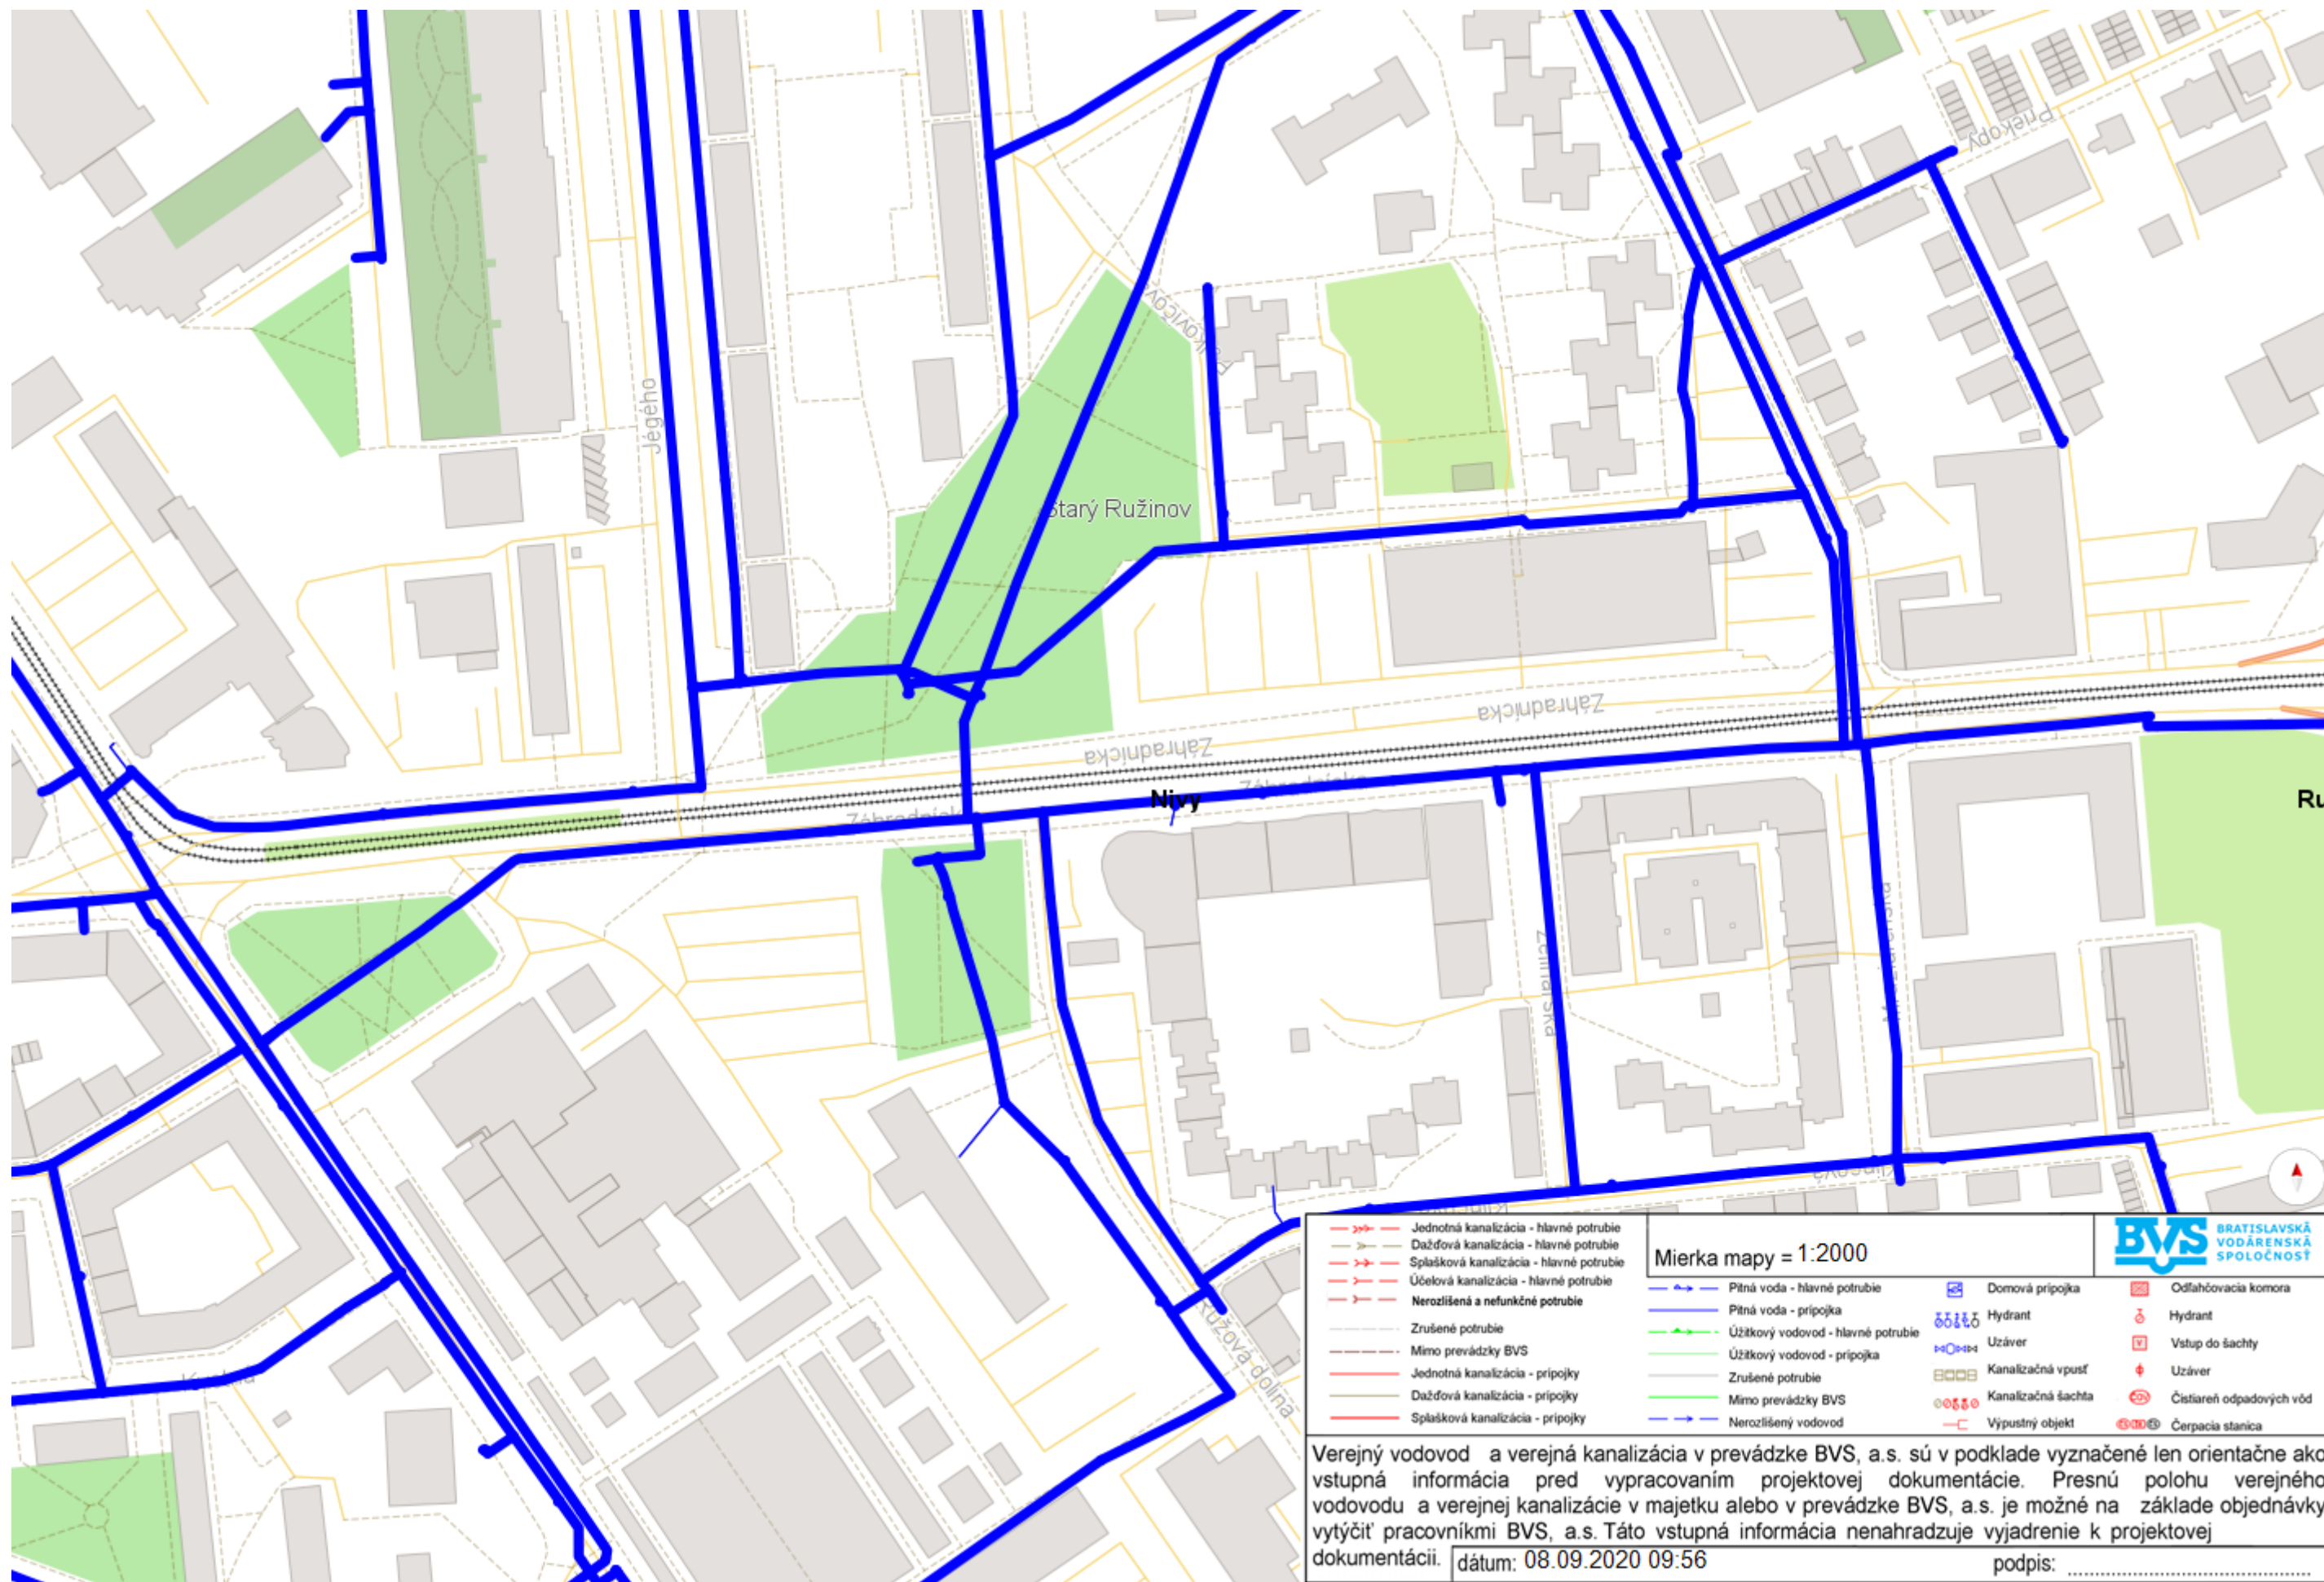 Priekopy
Jégého
Starý Ružinov
Záhradnícka
Záhradnícka
Nivy
Ru
Ružová dolina
Mierka mapy = 1:2000
BVS
BRATISLAVSKÁ
VODÁRENSKÁ
SPOLOČNOSŤ
Jednotná kanalizácia - hlavné potrubie
Dažďová kanalizácia - hlavné potrubie
Splašková kanalizácia - hlavné potrubie
Účelová kanalizácia - hlavné potrubie
Nerozlíšená a nefunkčné potrubie
Zrušené potrubie
Mimo prevádzky BVS
Jednotná kanalizácia - prípojky
Dažďová kanalizácia - prípojky
Splašková kanalizácia - prípojky
Pitná voda - hlavné potrubie
Pitná voda - prípojka
Úžitkový vodovod - hlavné potrubie
Úžitkový vodovod - prípojka
Zrušené potrubie
Mimo prevádzky BVS
Nerozlíšený vodovod
Domová prípojka
Hydrant
Uzáver
Kanalizačná vpusť
Kanalizačná šachta
Výpustný objekt
Odľahčovacia komora
Hydrant
Vstup do šachty
Uzáver
Čistiareň odpadových vôd
Čerpacia stanica
Verejný vodovod a verejná kanalizácia v prevádzke BVS, a.s. sú v podklade vyznačené len orientačne ako
vstupná informácia pred vypracovaním projektovej dokumentácie. Presnú polohu verejného
vodovodu a verejnej kanalizácie v majetku alebo v prevádzke BVS, a.s. je možné na základe objednávky
vytýčiť pracovníkmi BVS, a.s. Táto vstupná informácia nenahradzuje vyjadrenie k projektovej
dokumentácii.
dátum: 08.09.2020 09:56
podpis: